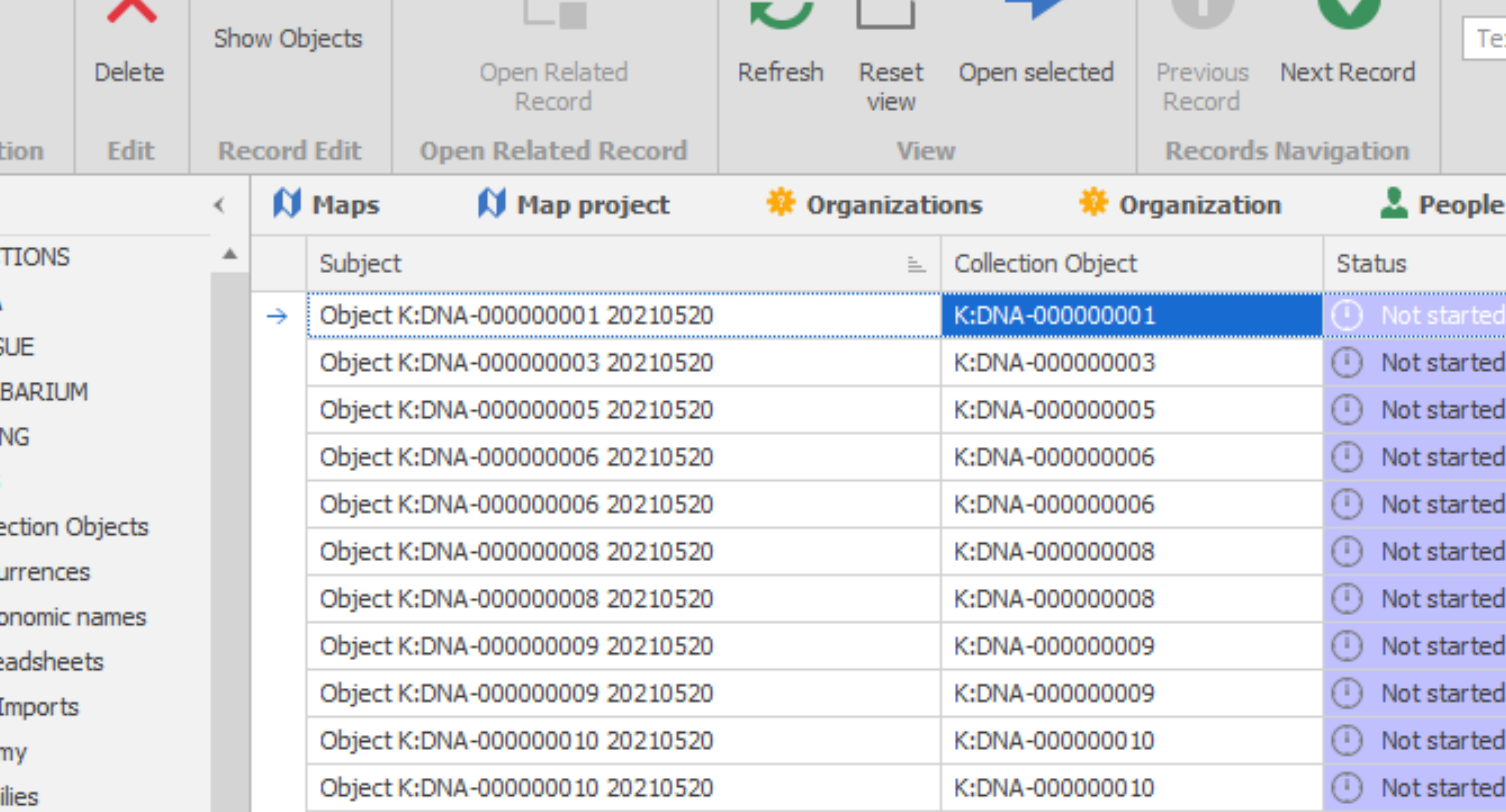 Show Objects
Delete
Open Related
Record
Refresh
Reset
view
Open selected
Previous
Record
Next Record
Edit
Record Edit
Open Related Record
View
Records Navigation
Maps
Map project
Organizations
Organization
People
Subject
Collection Object
Status
Object K:DNA-000000001 20210520 K:DNA-000000001 Not started
Object K:DNA-000000003 20210520 K:DNA-000000003 Not started
Object K:DNA-000000005 20210520 K:DNA-000000005 Not started
Object K:DNA-000000006 20210520 K:DNA-000000006 Not started
Object K:DNA-000000006 20210520 K:DNA-000000006 Not started
Object K:DNA-000000008 20210520 K:DNA-000000008 Not started
Object K:DNA-000000008 20210520 K:DNA-000000008 Not started
Object K:DNA-000000009 20210520 K:DNA-000000009 Not started
Object K:DNA-000000009 20210520 K:DNA-000000009 Not started
Object K:DNA-000000010 20210520 K:DNA-000000010 Not started
Object K:DNA-000000010 20210520 K:DNA-000000010 Not started
TIONS
SUE
BARIUM
NG
ection Objects
urrences
onomic names
eadsheets
Imports
my
ilies